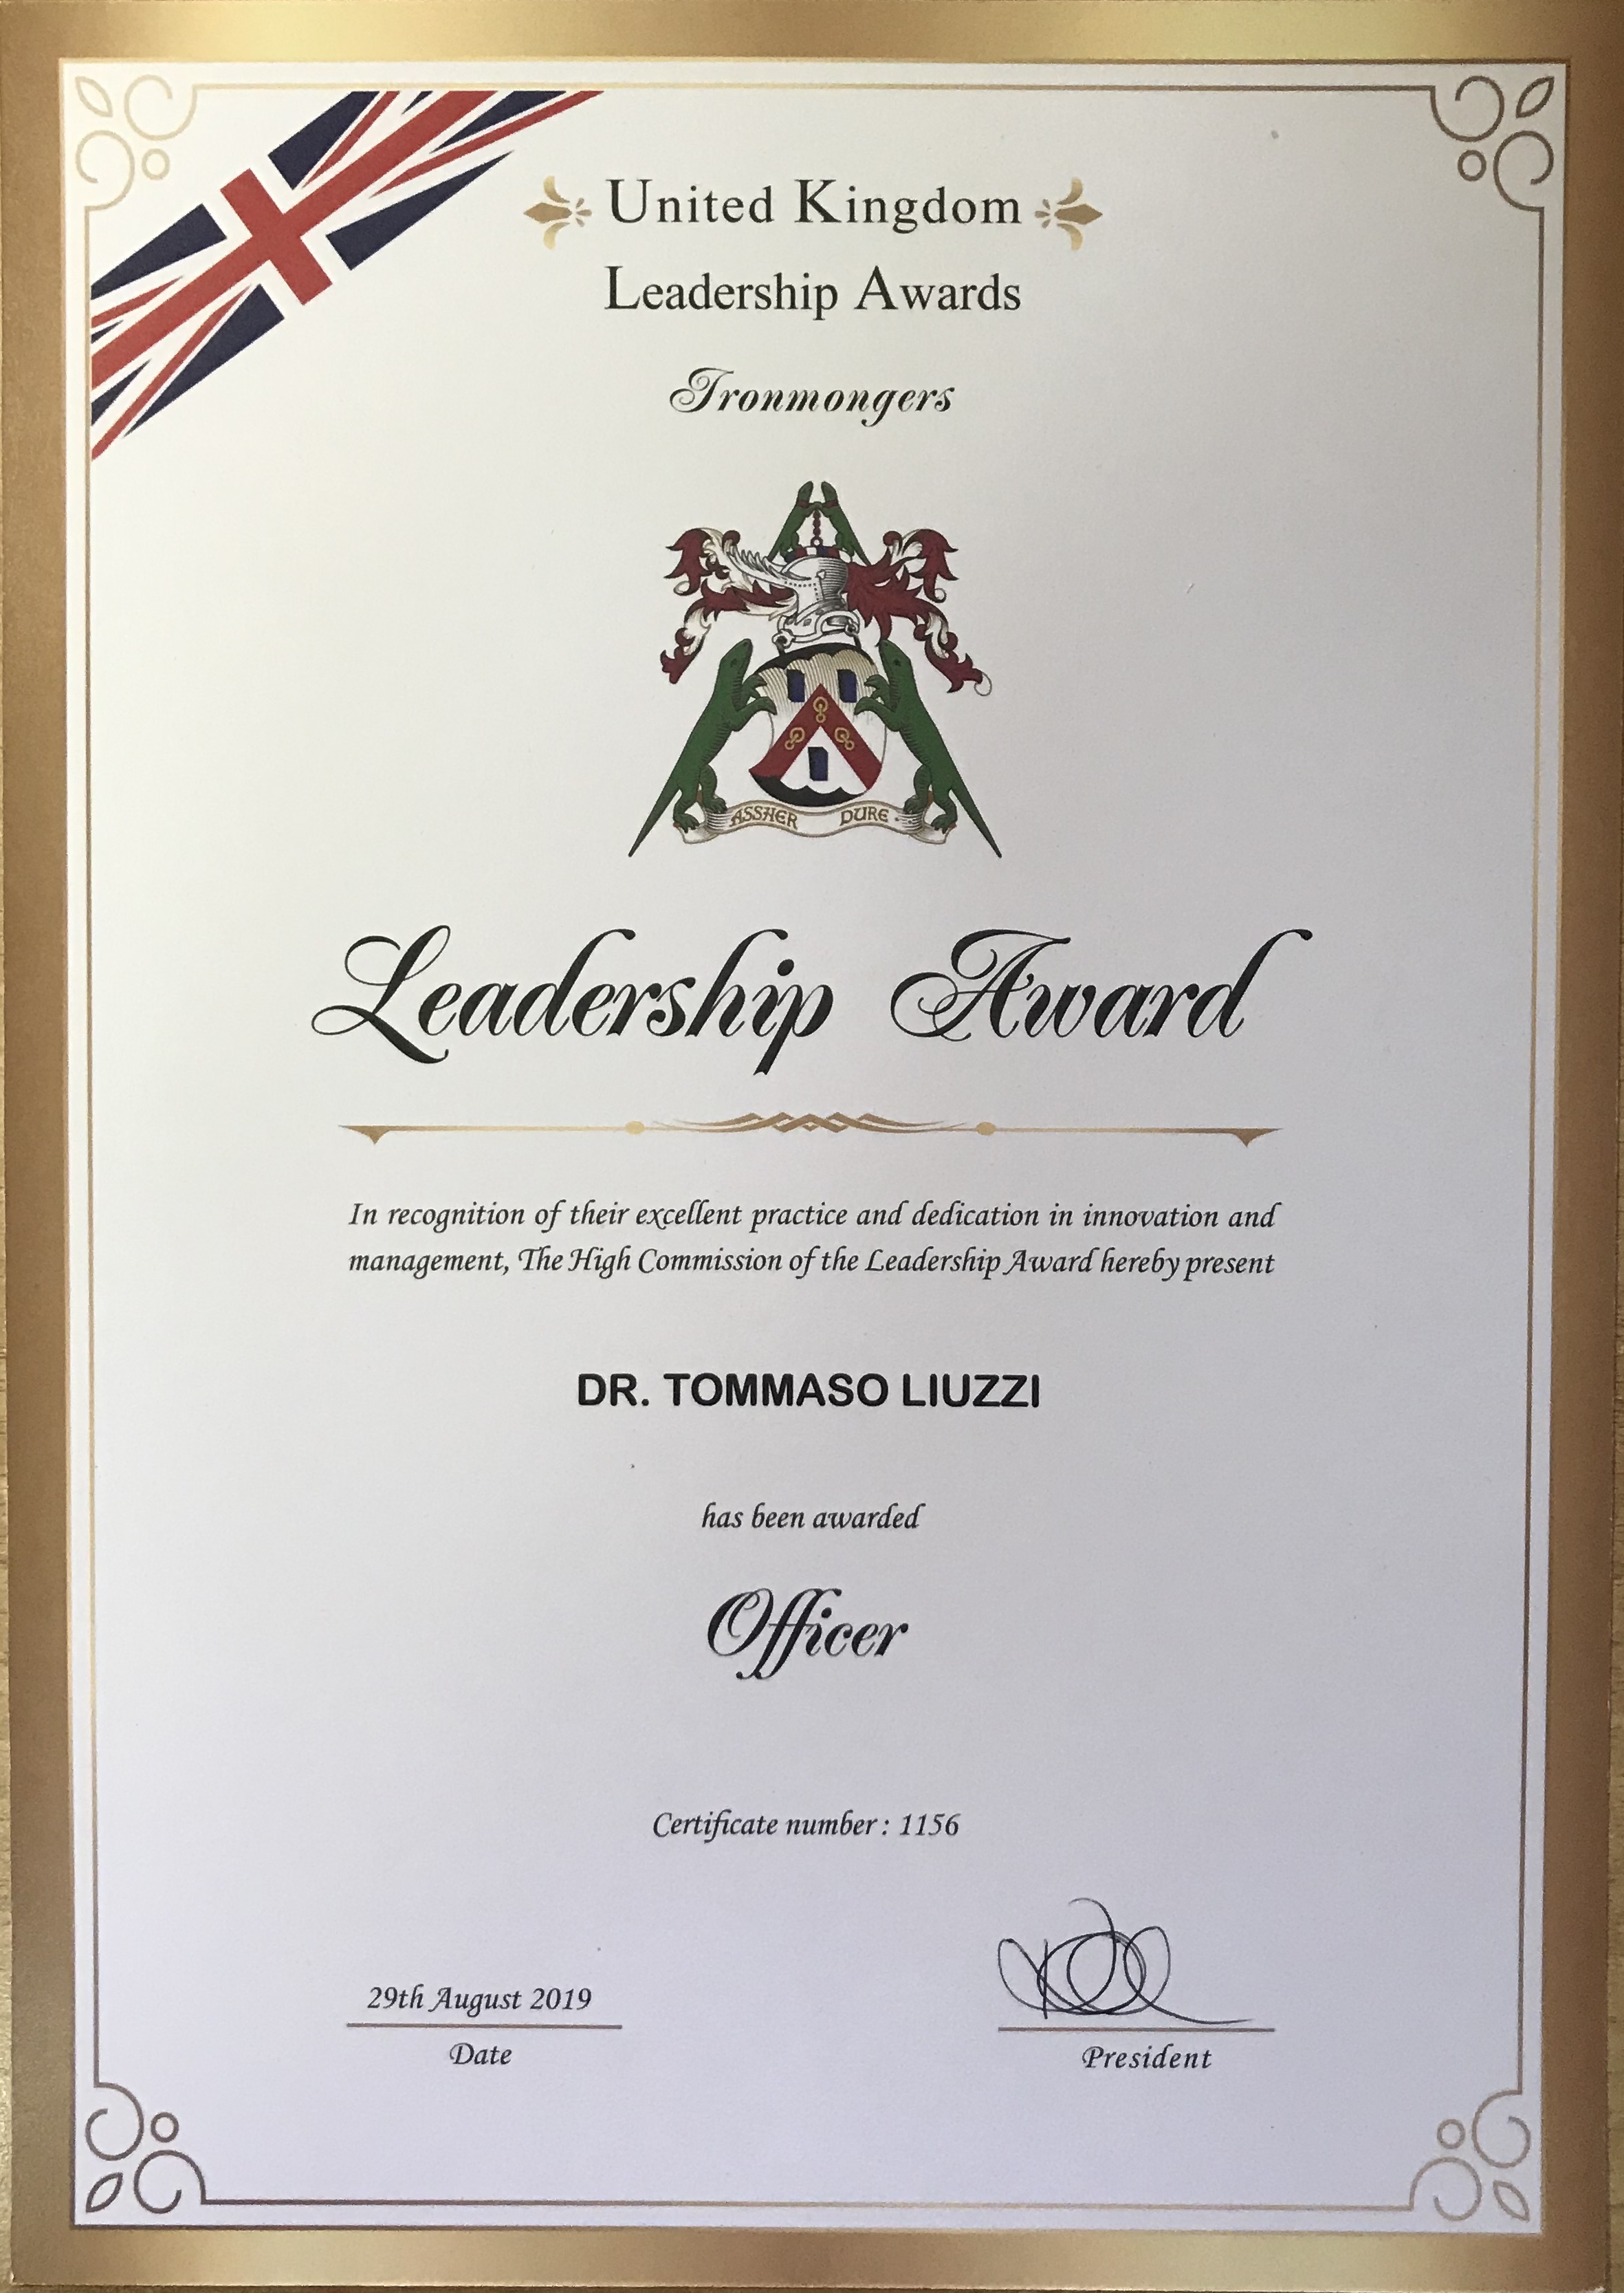 United Kingdom
Leadership Awards
Ironmongers
ASSHER DURE
Leadership Award
In recognition of their excellent practice and dedication in innovation and
management, The High Commission of the Leadership Award hereby present
DR. TOMMASO LIUZZI
has been awarded
Officer
Certificate number : 1156
29th August 2019
Date
President